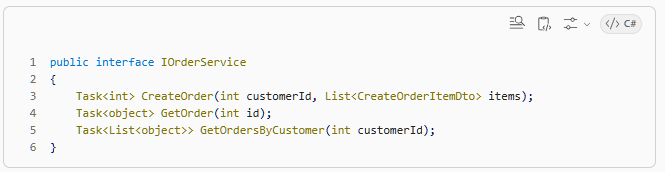 </> C#
1 public interface IOrderService
2 {
3     Task<int> CreateOrder(int customerId, List<CreateOrderItemDto> items);
4     Task<object> GetOrder(int id);
5     Task<List<object>> GetOrdersByCustomer(int customerId);
6 }